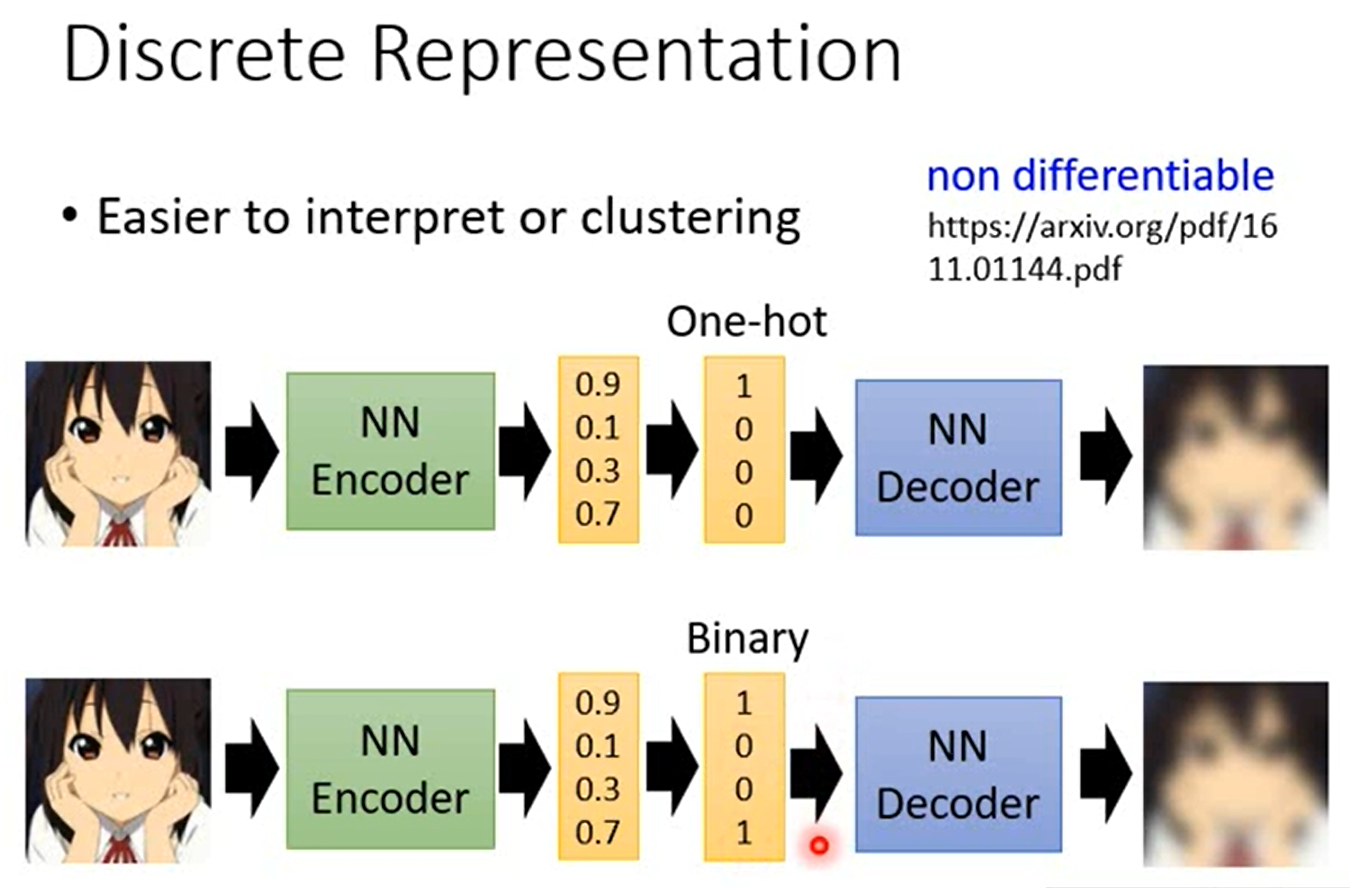 Discrete Representation
• Easier to interpret or clustering
non differentiable
https://arxiv.org/pdf/16
11.01144.pdf
One-hot
NN
Encoder
0.9
0.1
0.3
0.7
1
0
0
0
NN
Decoder
Binary
NN
Encoder
0.9
0.1
0.3
0.7
1
0
0
1
NN
Decoder